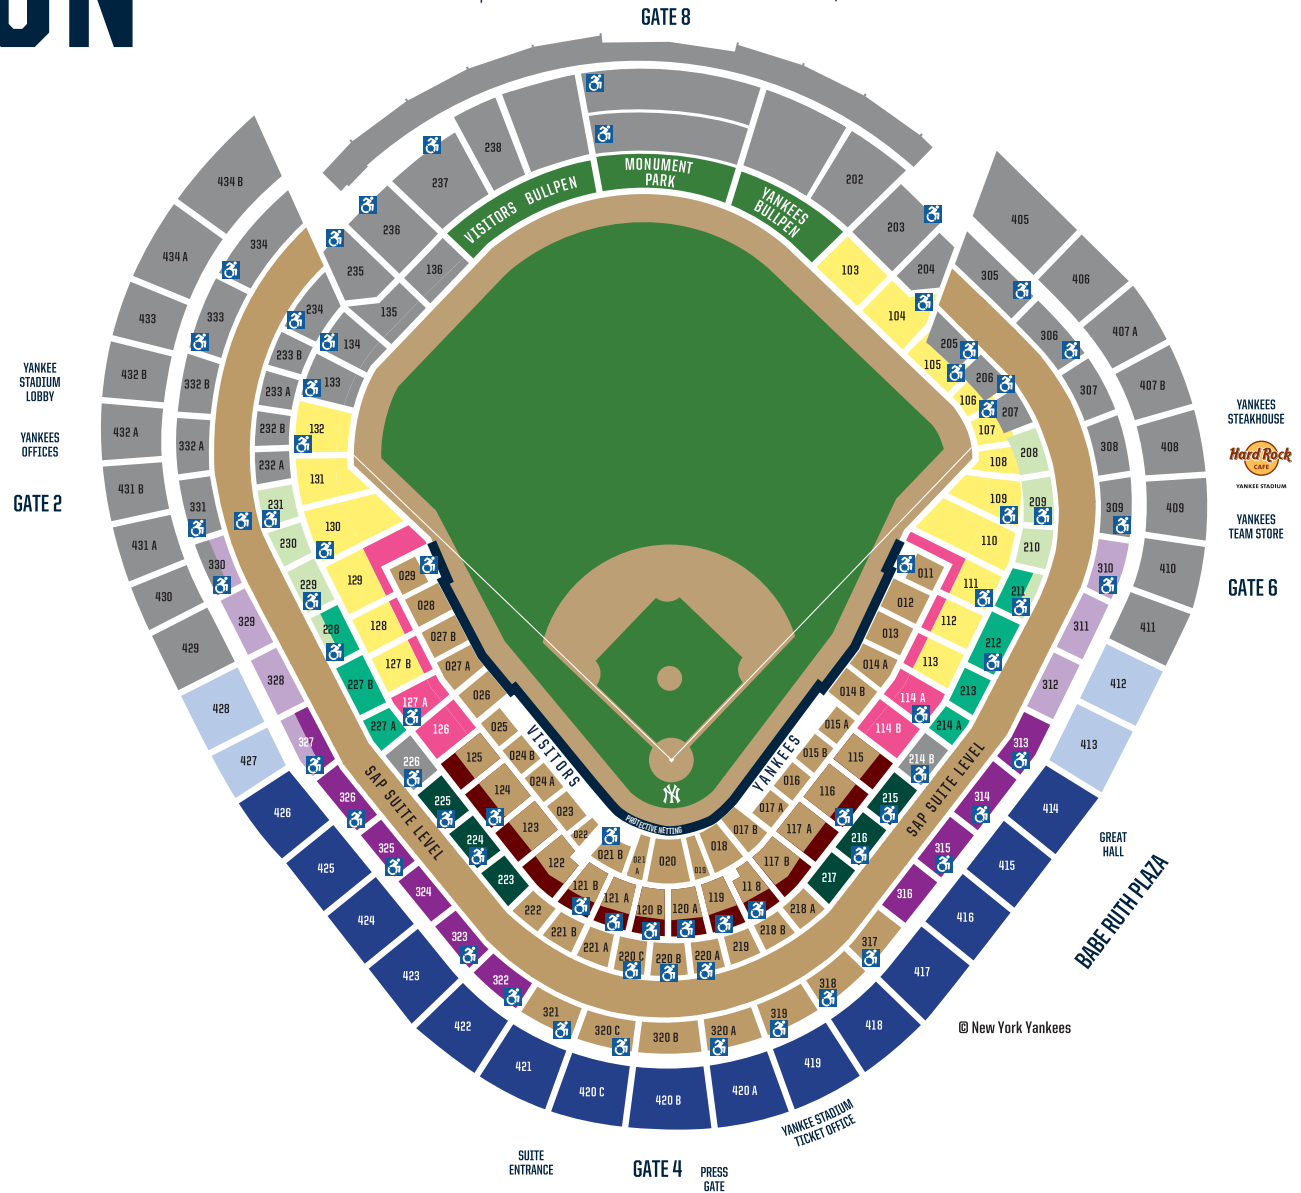 ON
GATE 8
238
237
236
235
136
135
VISITORS BULLPEN
MONUMENT
PARK
YANKEES
BULLPEN
202
203
204
434 B
434 A
334
433
333
432 B
332 B
432 A
332 A
431 B
331
431 A
330
430
329
429
328
428
327
427
326
426
325
425
324
424
323
423
322
422
321
421
320 C
420 C
320 B
420 B
320 A
420 A
319
419
318
418
317
417
316
416
315
415
314
414
313
413
312
412
311
411
310
410
309
409
308
408
307
407 B
306
407 A
305
406
405
234
134
233 B
133
233 A
232 B
132
232 A
131
231
130
230
129
229
128
228
127 B
227 B
127 A
227 A
126
226
125
225
124
224
123
223
122
222
121 B
221 B
121 A
221 A
120 B
220 C
220 B
120 A
220 A
119
219
11 8
218 B
218 A
117 B
217
117 A
216
116
215
115
214 B
114 B
214 A
114 A
213
113
212
112
211
111
210
110
209
109
208
108
207
107
206
106
205
105
104
103
029
028
027 B
027 A
026
025
024 B
024 A
023
022
021 B
021
A
020
019
018
017 B
017 A
016
015 B
015 A
014 B
014 A
013
012
011
VISITORS
YANKEES
PROTECTIVE NETTING
NY
SAP SUITE LEVEL
SAP SUITE LEVEL
YANKEE
STADIUM
LOBBY
YANKEES
OFFICES
GATE 2
YANKEES
STEAKHOUSE
Hard Rock
CAFE
YANKEE STADIUM
YANKEES
TEAM STORE
GATE 6
GREAT
HALL
BABE RUTH PLAZA
© New York Yankees
YANKEE STADIUM
TICKET OFFICE
SUITE
ENTRANCE
GATE 4
PRESS
GATE